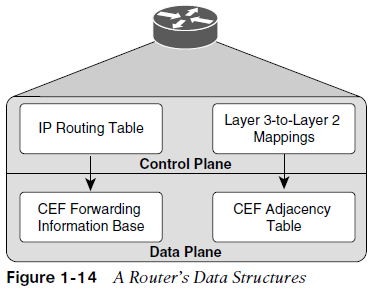 IP Routing Table
Layer 3-to-Layer 2
Mappings
Control Plane
CEF Forwarding
Information Base
CEF Adjacency
Table
Data Plane
Figure 1-14 A Router's Data Structures